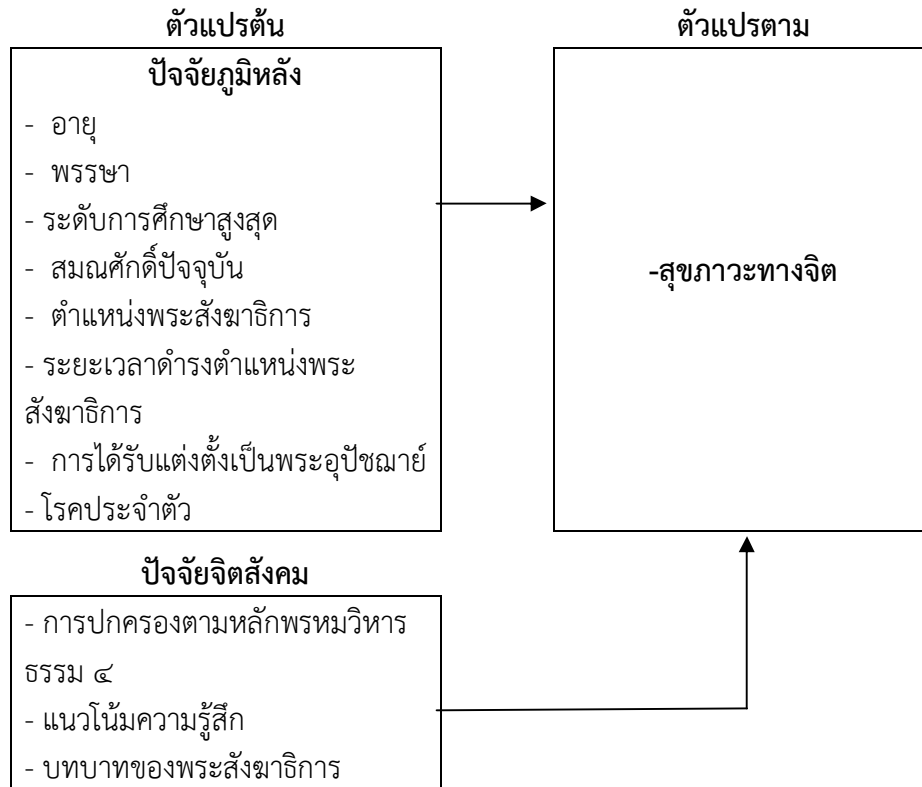 ตัวแปรต้น
ปัจจัยภูมิหลัง
- อายุ
- พรรษา
- ระดับการศึกษาสูงสุด
- สมณศักดิ์ปัจจุบัน
- ตำแหน่งพระสังฆาธิการ
- ระยะเวลาดำรงตำแหน่งพระ
สังฆาธิการ
- การได้รับแต่งตั้งเป็นพระอุปัชฌาย์
- โรคประจำตัว
ปัจจัยจิตสังคม
- การปกครองตามหลักพรหมวิหาร
ธรรม ๔
- แนวโน้มความรู้สึก
- บทบาทของพระสังฆาธิการ
ตัวแปรตาม
-สุขภาวะทางจิต